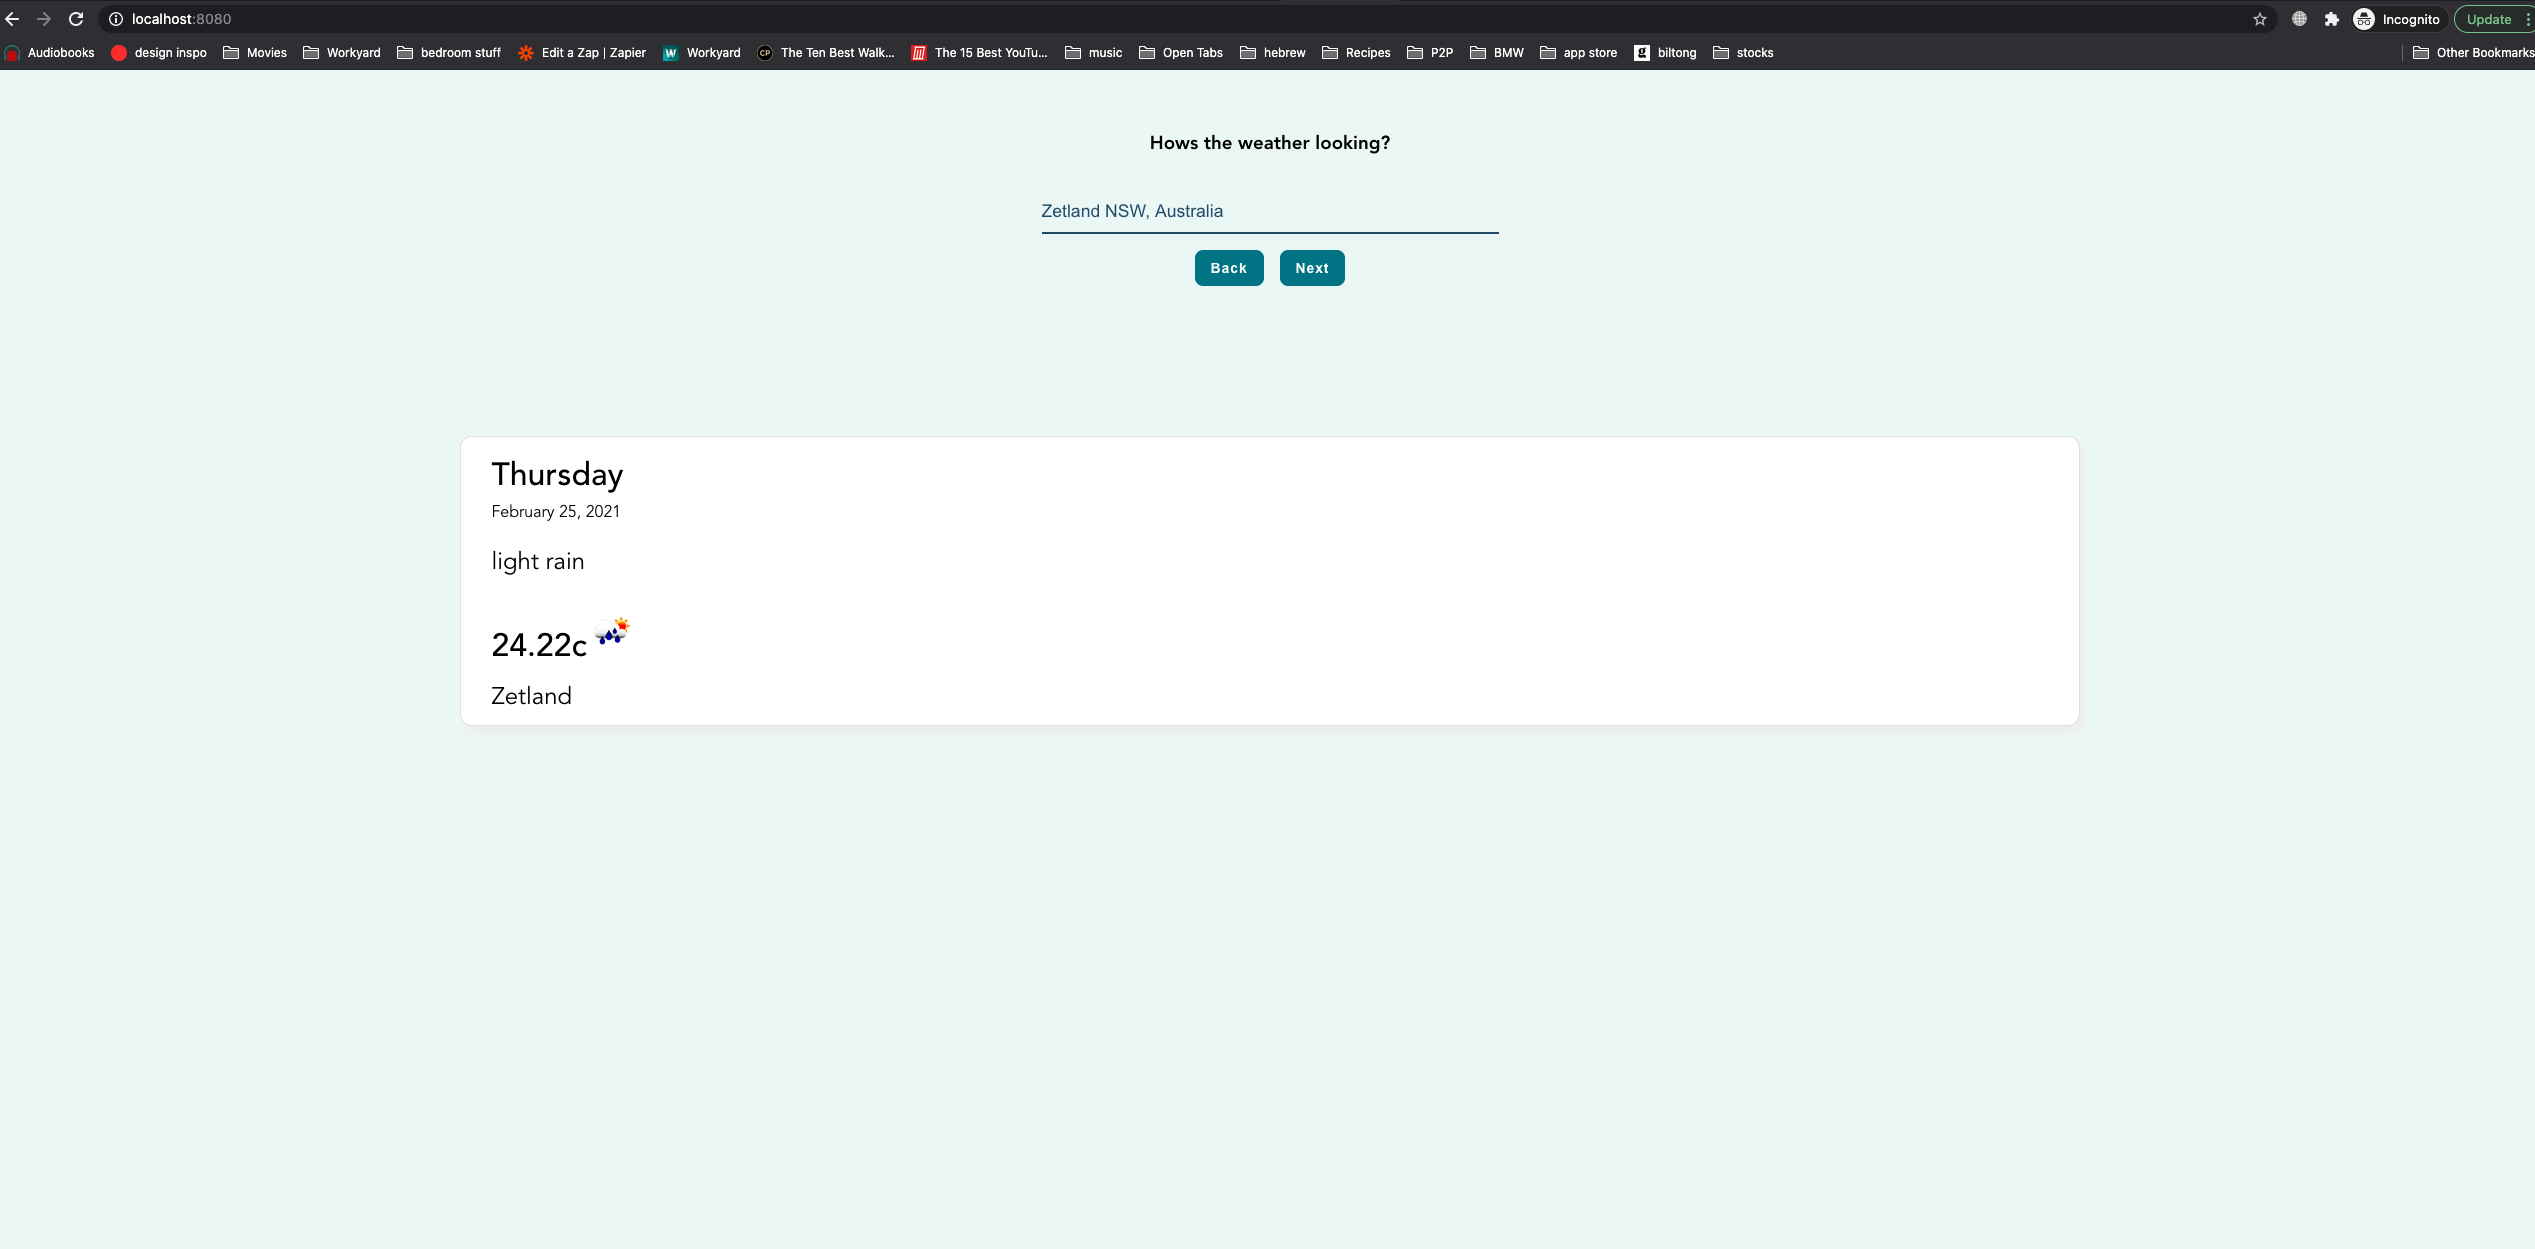 localhost:8080
Incognito
Update
Audiobooks design inspo Movies Workyard bedroom stuff Edit a Zap | Zapier W Workyard CP The Ten Best Walk... The 15 Best YouTu... music Open Tabs hebrew Recipes P2P BMW app store g biltong stocks Other Bookmarks
Hows the weather looking?
Zetland NSW, Australia
Back Next
Thursday
February 25, 2021
light rain
24.22c
Zetland